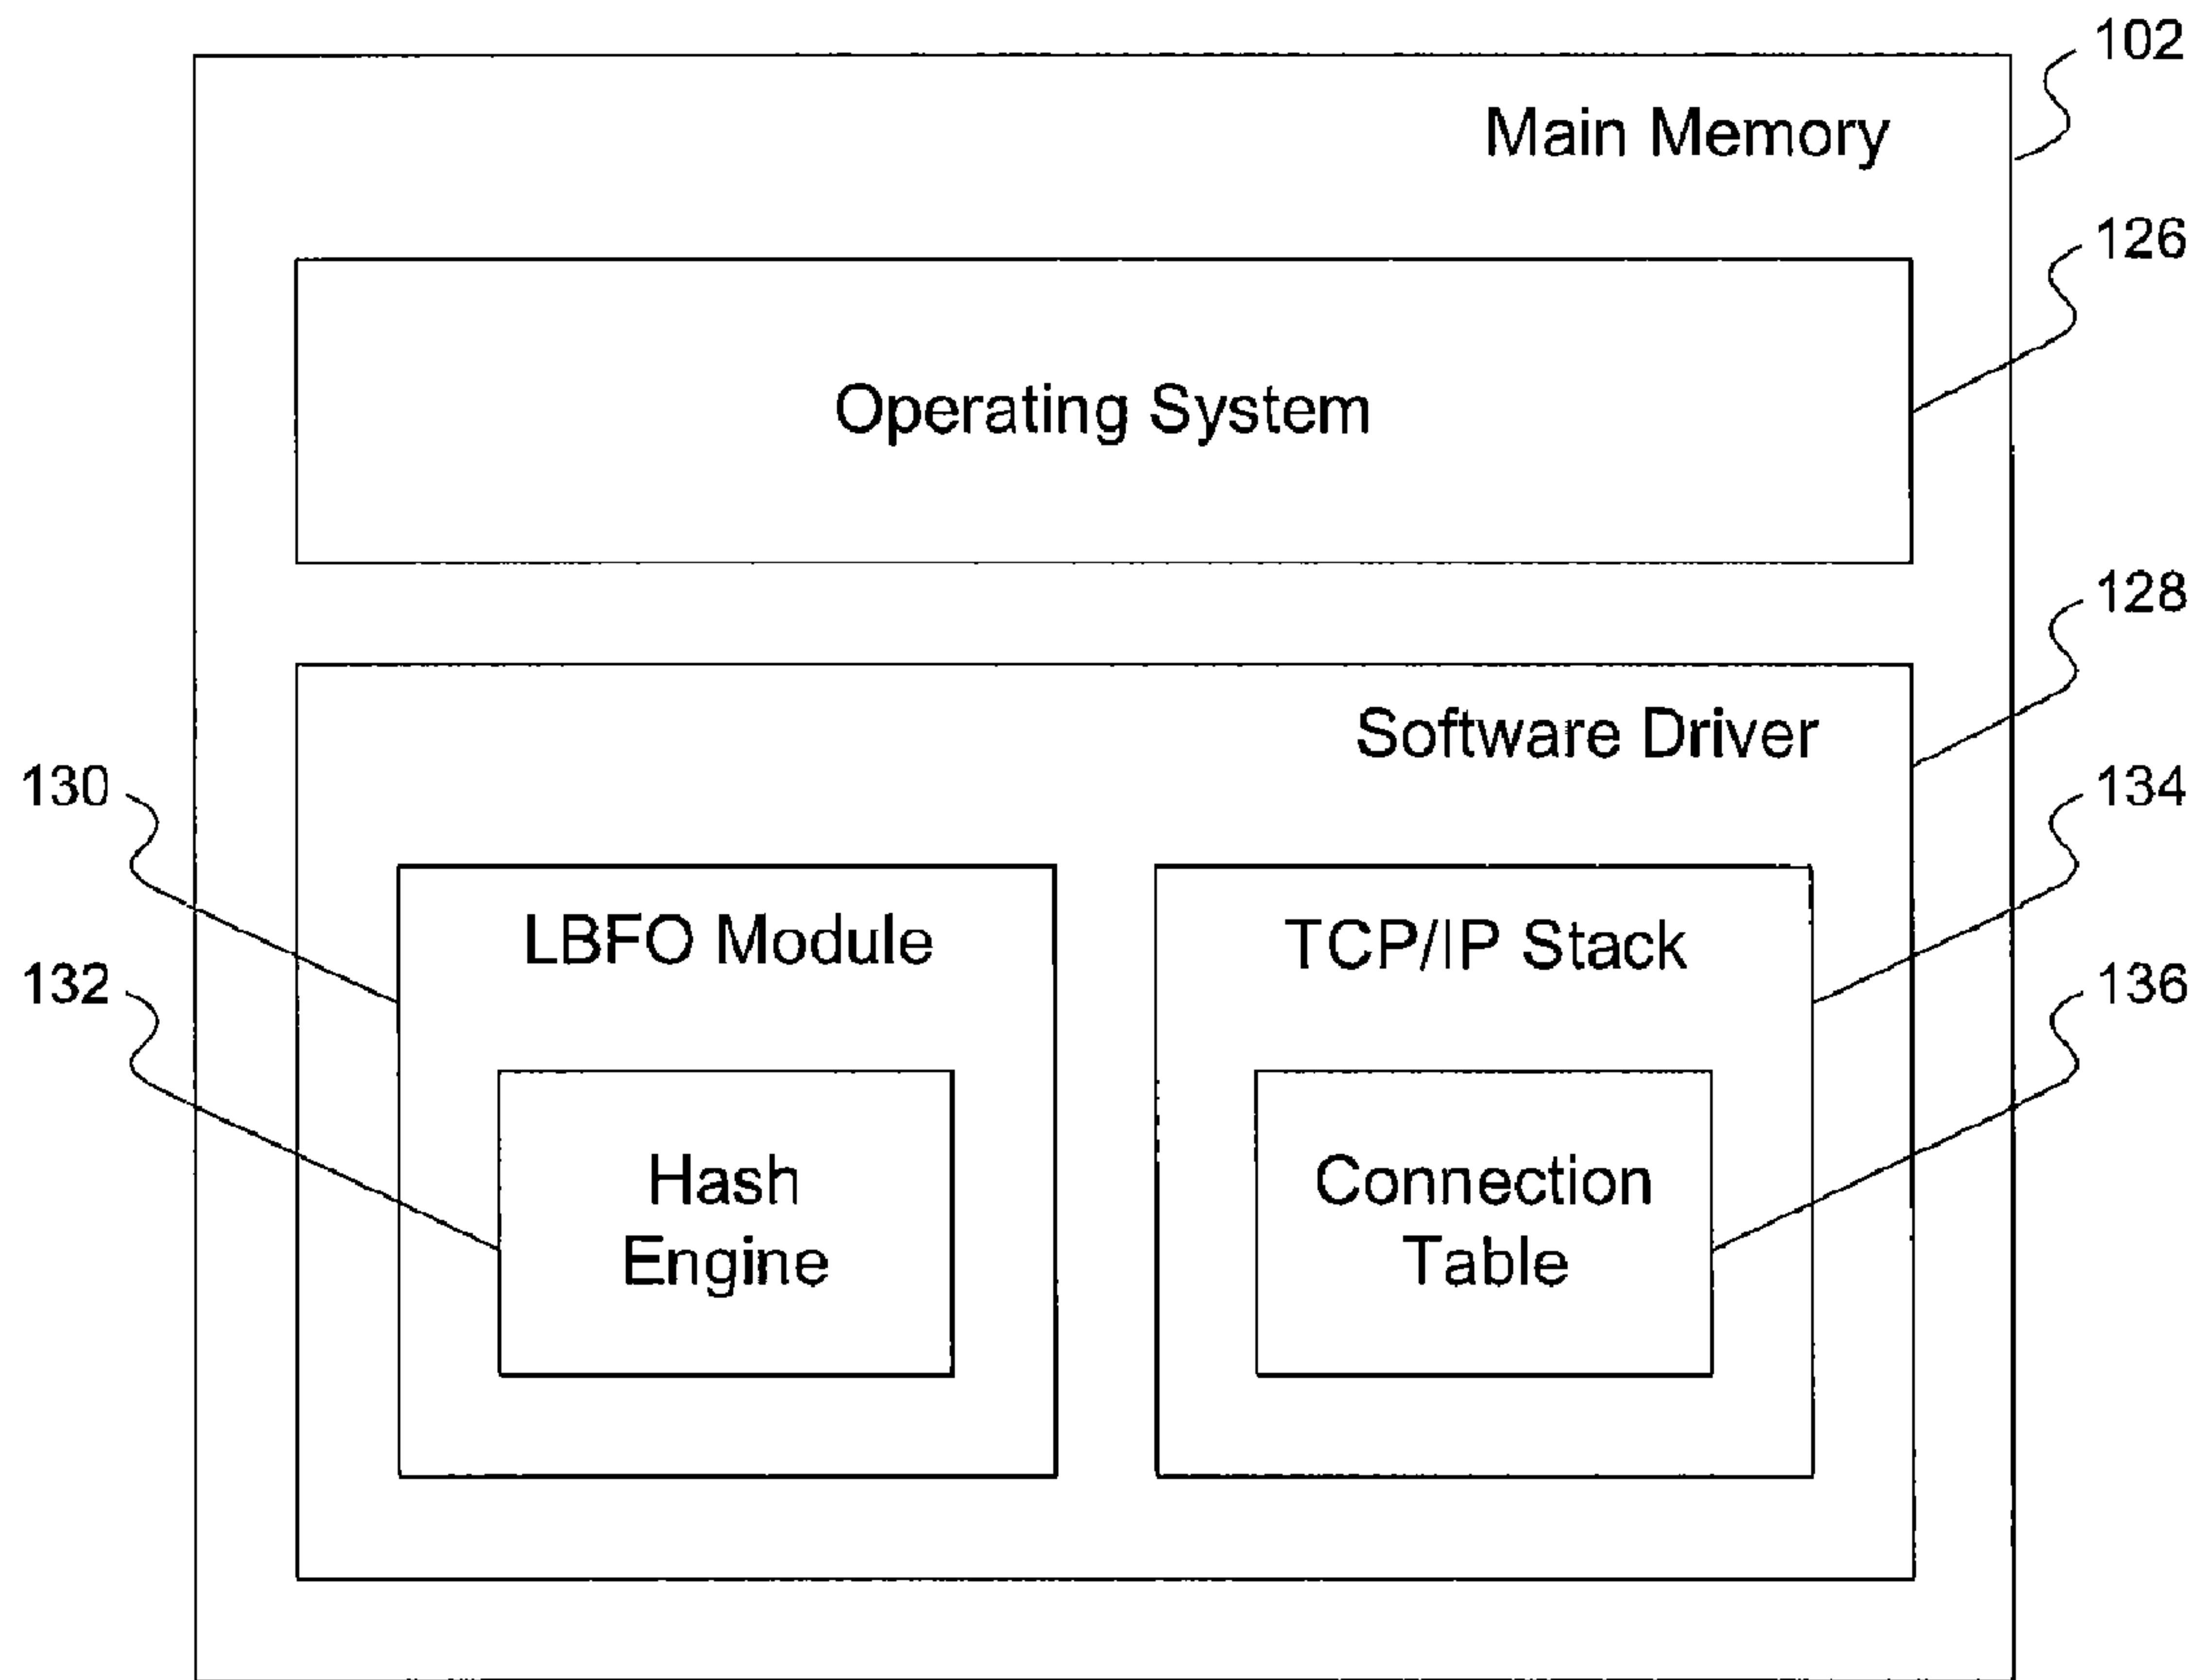 102
Main Memory
126
Operating System
128
Software Driver
130
134
LBFO Module
TCP/IP Stack
132
136
Hash
Engine
Connection
Table